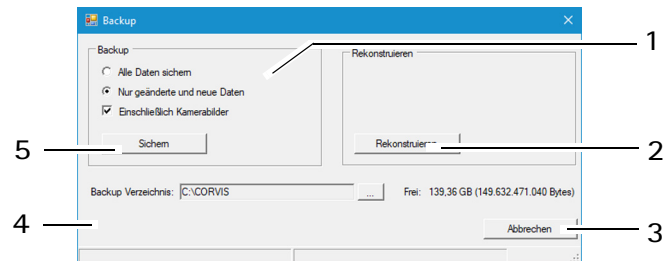 Backup
1
Backup
Rekonstruieren
Alle Daten sichern
Nur geänderte und neue Daten
Einschließlich Kamerabilder
5
Sichern
Rekonstruieren
2
Backup Verzeichnis: C:\CORVIS ... Frei: 139,36 GB (149.632.471.040 Bytes)
4
Abbrechen
3